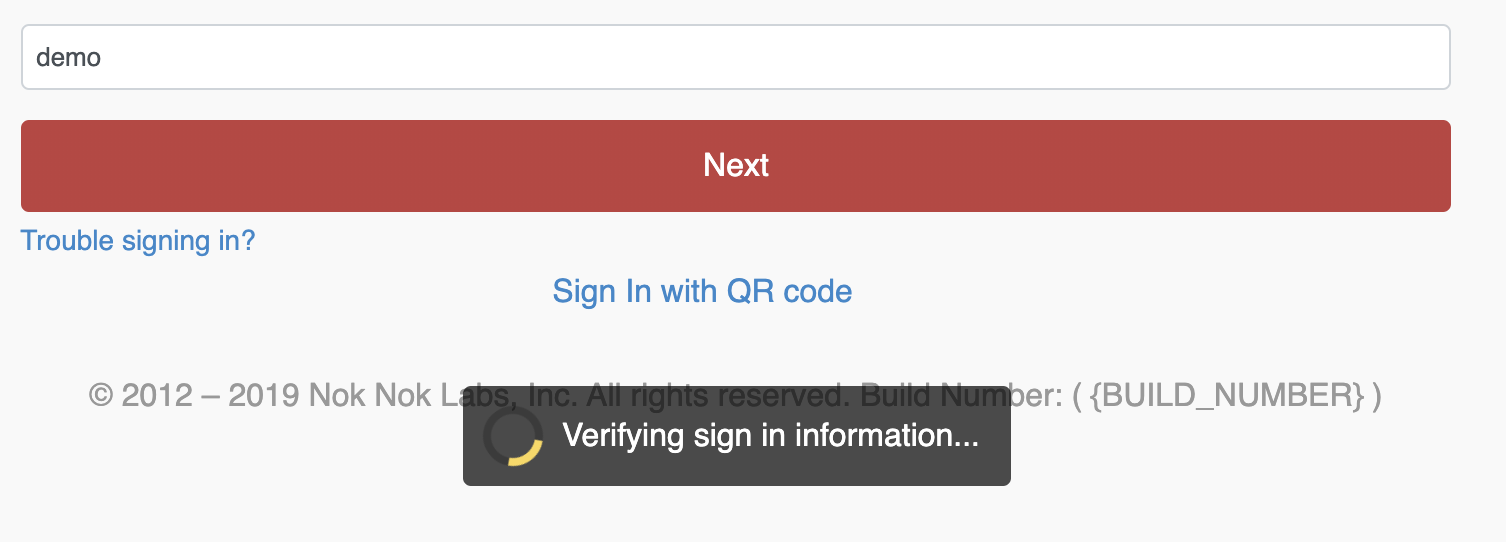 demo
Next
Trouble signing in?
Sign In with QR code
© 2012 – 2019 Nok Nok Labs, Inc. All rights reserved. Build Number: ( {BUILD_NUMBER} )
Verifying sign in information...